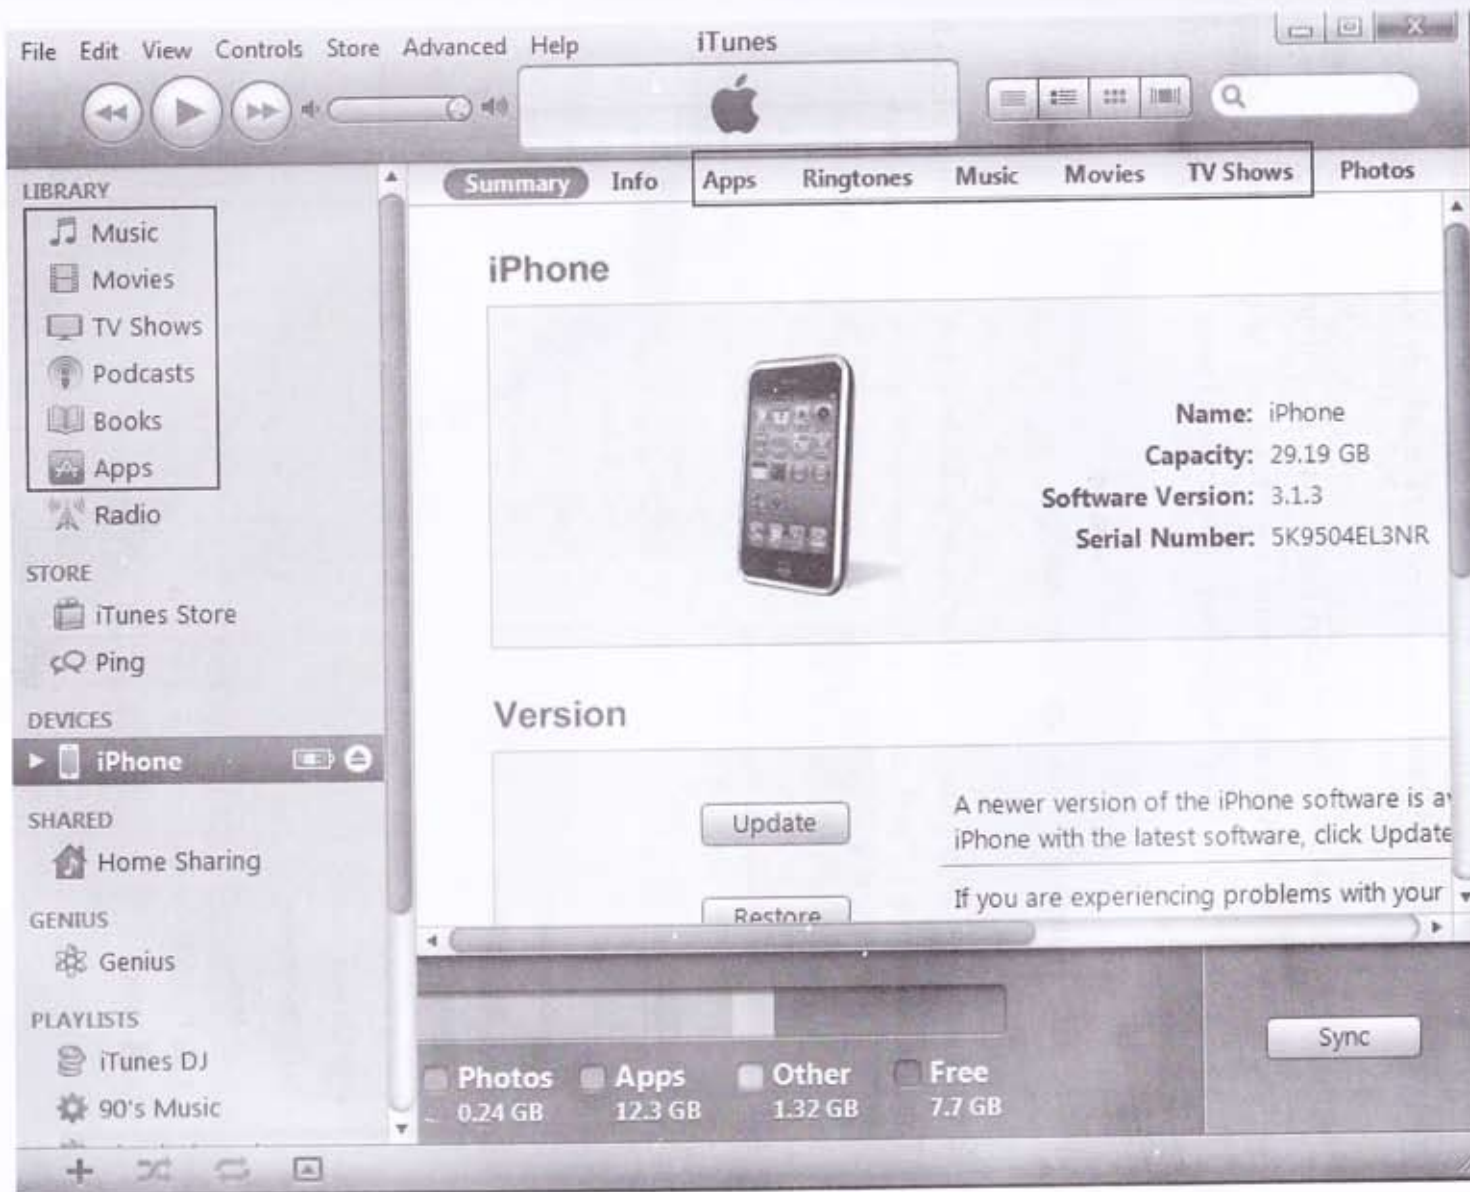 File Edit View Controls Store Advanced Help
iTunes
LIBRARY
Music
Movies
TV Shows
Podcasts
Books
Apps
Radio
STORE
iTunes Store
Ping
DEVICES
iPhone
SHARED
Home Sharing
GENIUS
Genius
PLAYLISTS
iTunes DJ
90's Music
Summary Info Apps Ringtones Music Movies TV Shows Photos
iPhone
Name: iPhone
Capacity: 29.19 GB
Software Version: 3.1.3
Serial Number: 5K9504EL3NR
Version
Update
A newer version of the iPhone software is
iPhone with the latest software, click Update
Restore
If you are experiencing problems with your
Photos Apps Other Free
0.24 GB 12.3 GB 1.32 GB 7.7 GB
Sync